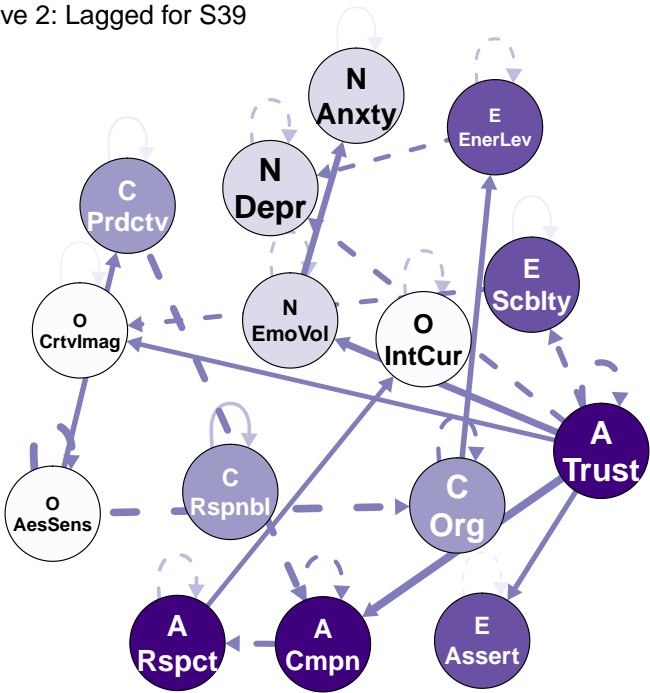 ve 2: Lagged for S39
N
Anxty
E
EnerLev
N
Depr
C
Prdctv
E
Scblty
N
EmoVol
O
CrtvImag
O
IntCur
A
Trust
C
Rspnbl
C
Org
O
AesSens
A
Rspct
A
Cmpn
E
Assert